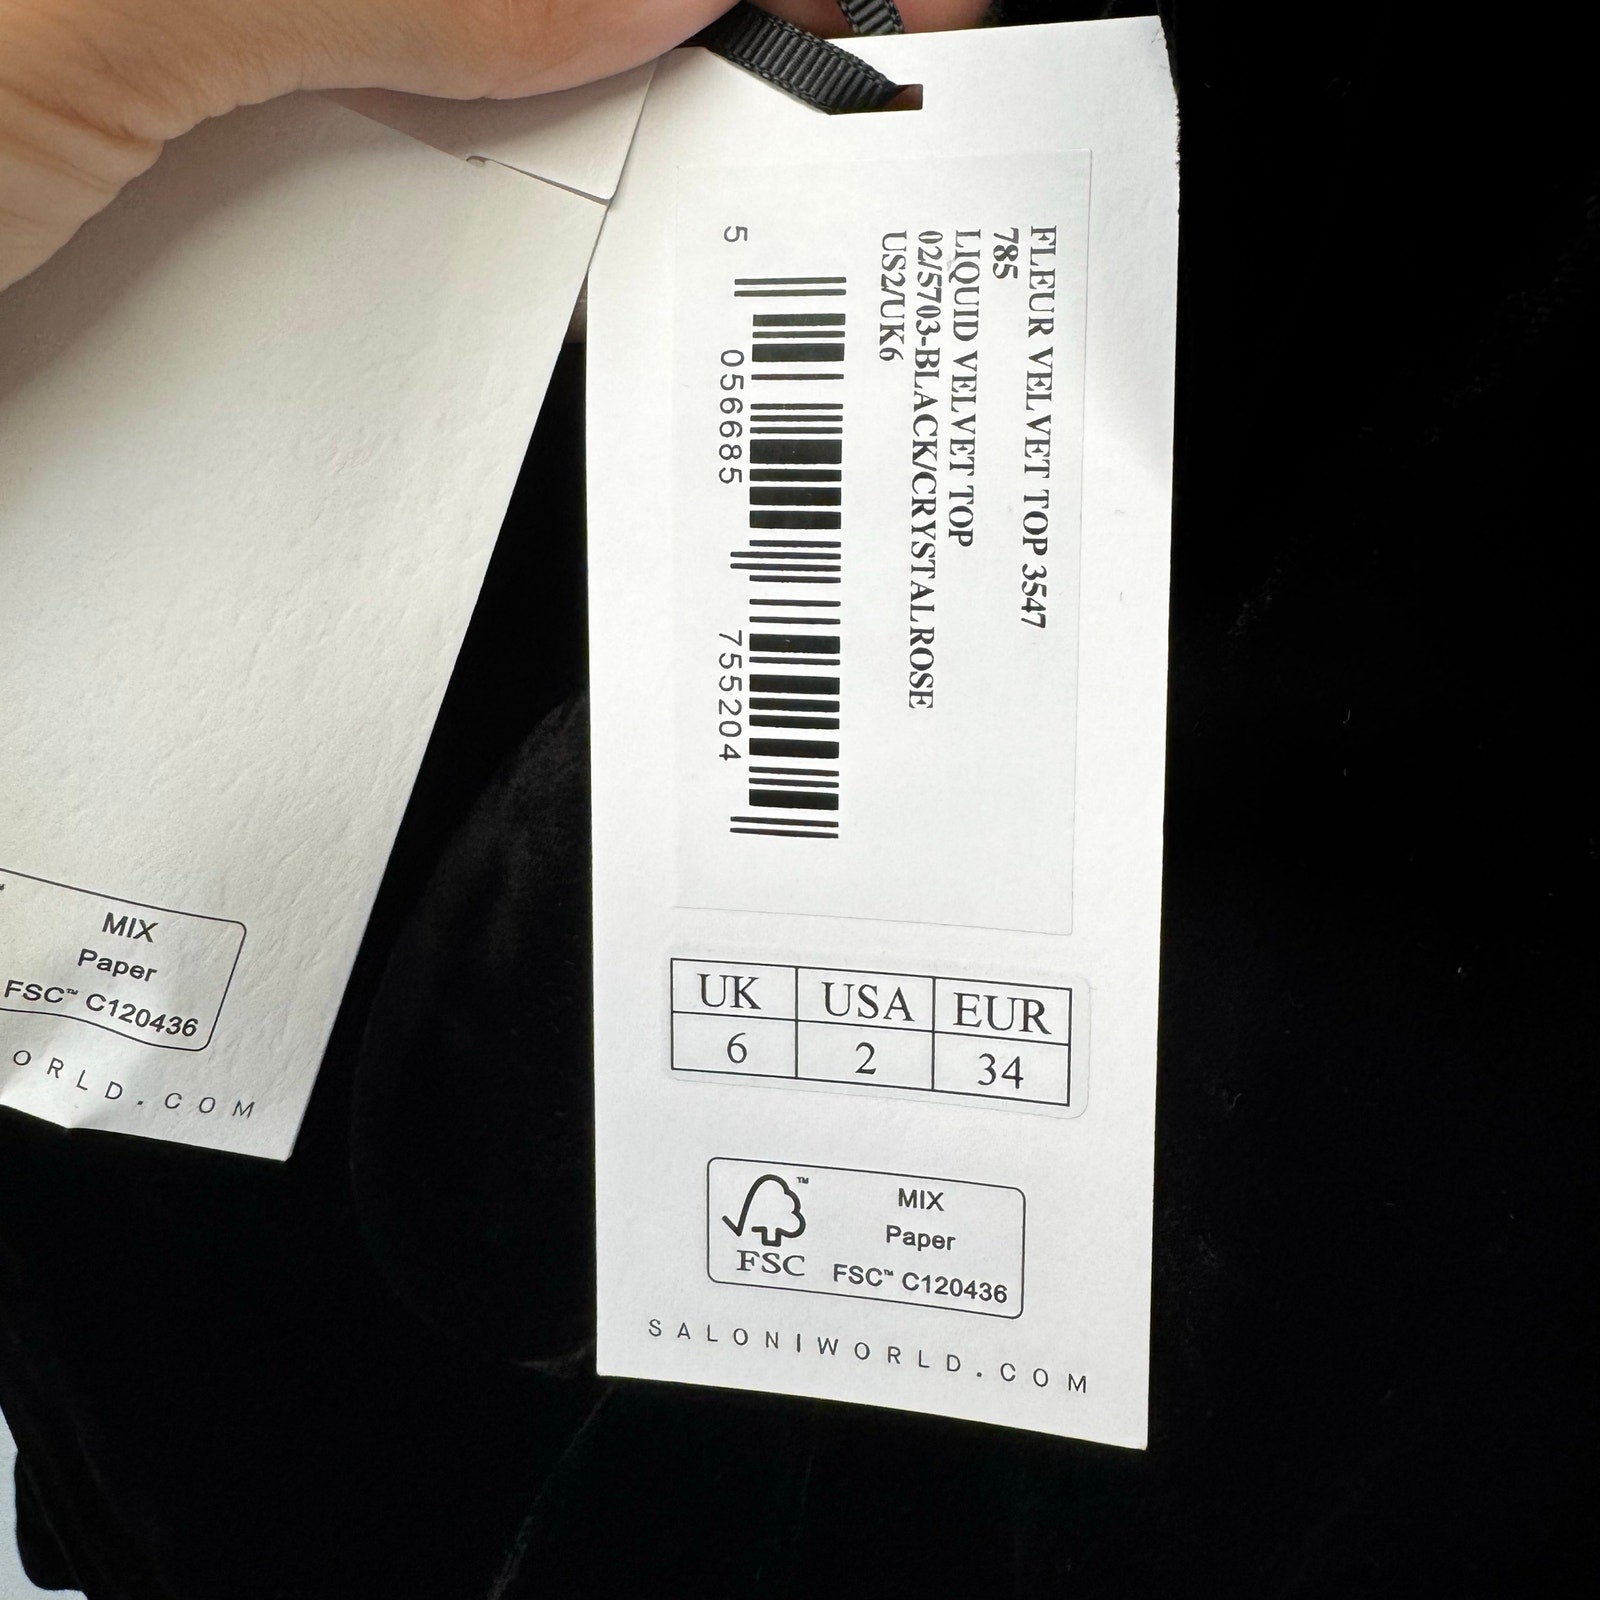 FLEUR VELVET TOP 3547
785
LIQUID VELVET TOP
02/5703-BLACK/CRYSTALROSE
US2/UK6
5 056685 755204
UK USA EUR
6 2 34
™
FSC
MIX
Paper
FSC™ C120436
SALONIWORLD.COM
MIX
Paper
FSC™ C120436
ORLD.COM